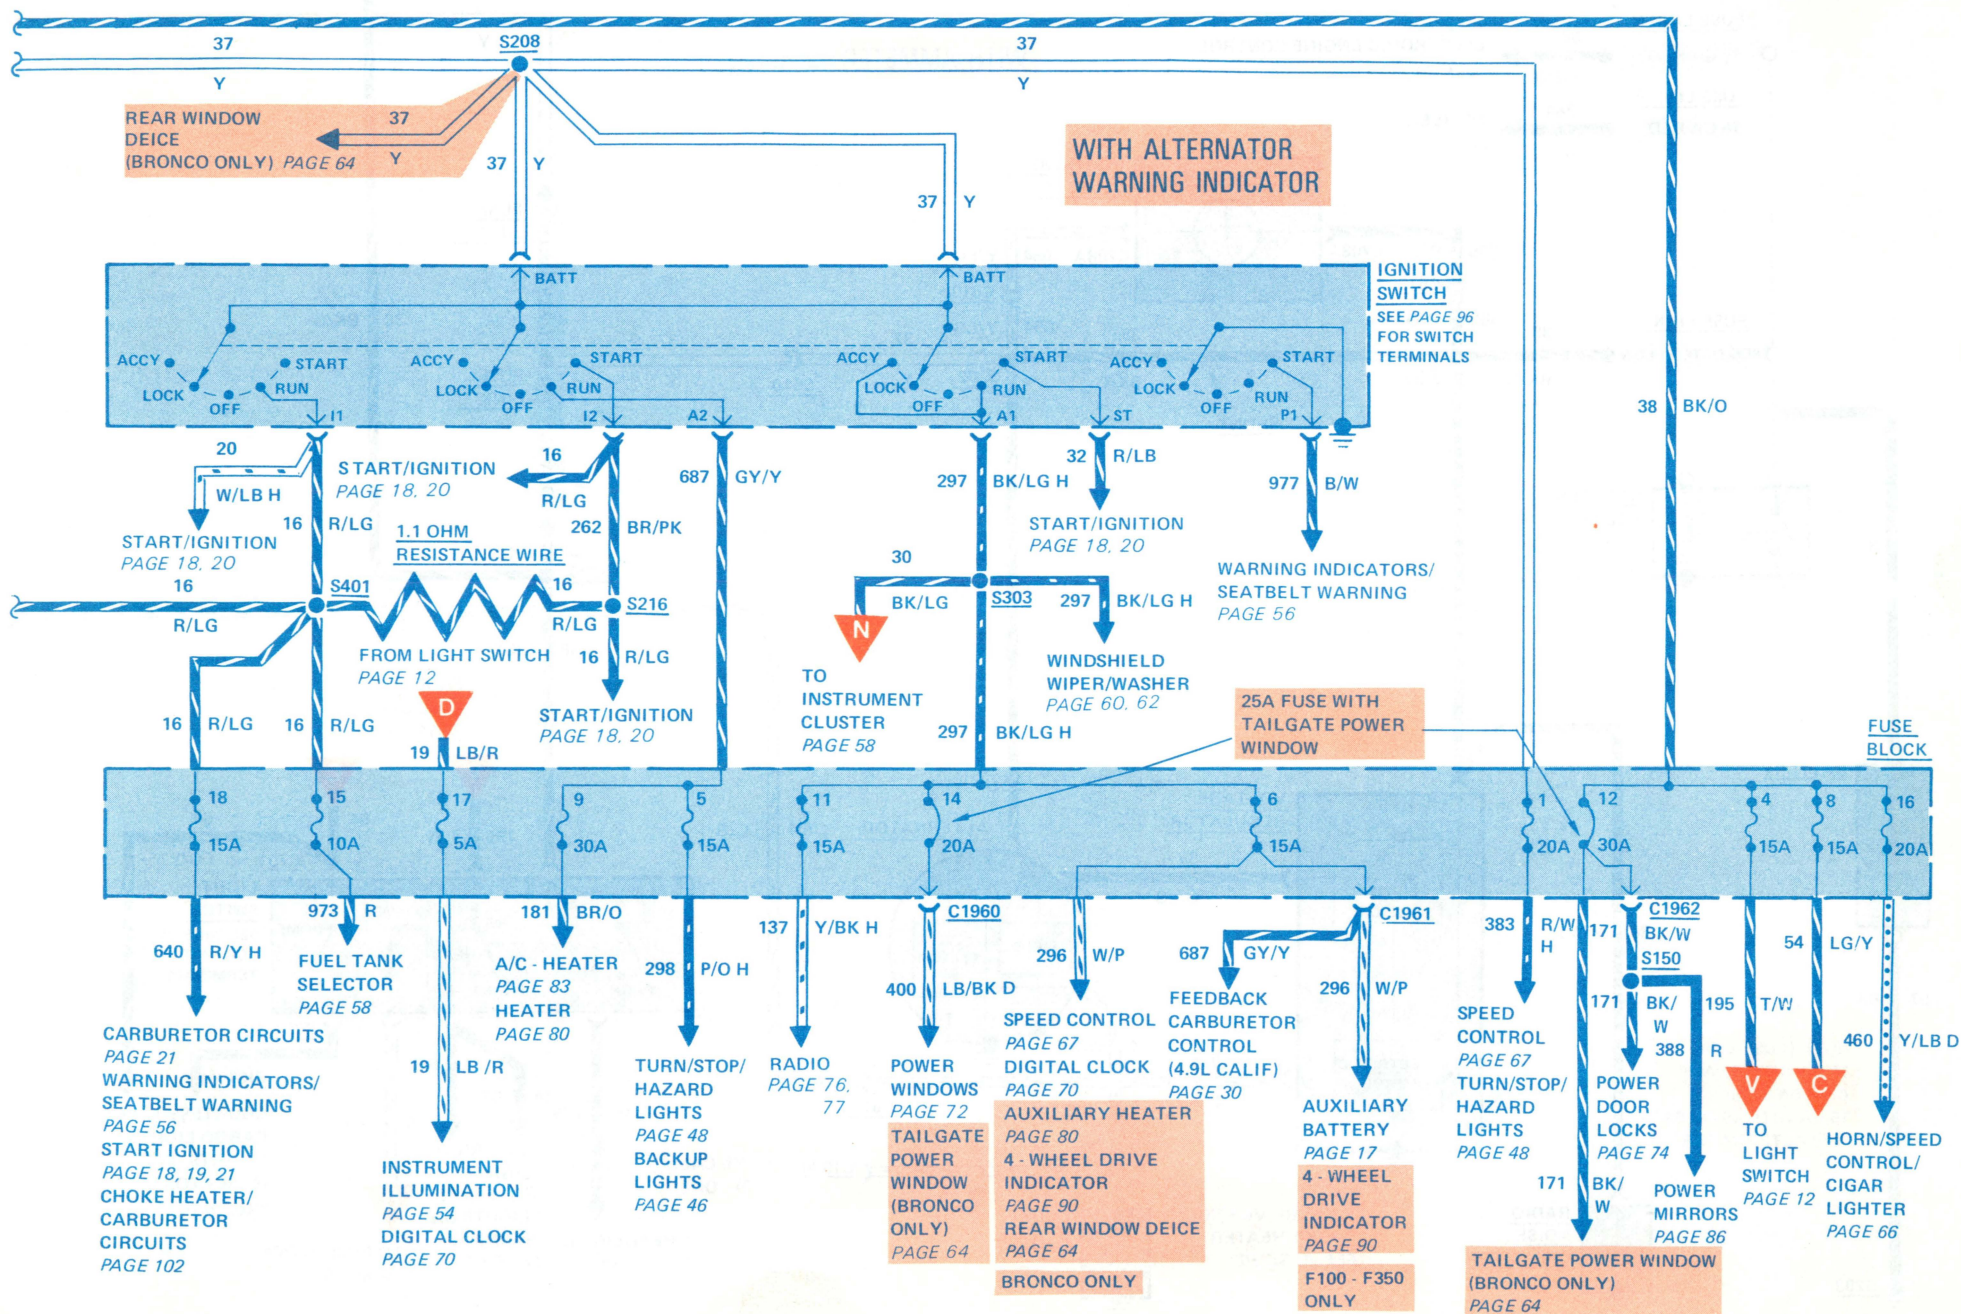 37
S208
37
Y
Y
REAR WINDOW
DEICE
(BRONCO ONLY) PAGE 64
37
Y
37
Y
37
Y
WITH ALTERNATOR
WARNING INDICATOR
BATT
BATT
IGNITION
SWITCH
SEE PAGE 96
FOR SWITCH
TERMINALS
ACCY
LOCK
OFF
RUN
START
I1
ACCY
LOCK
OFF
RUN
START
I2
A2
ACCY
LOCK
OFF
RUN
START
A1
ST
ACCY
LOCK
OFF
RUN
START
P1
38
BK/O
20
W/LB H
START/IGNITION
PAGE 18, 20
16
R/LG
START/IGNITION
PAGE 18, 20
16
R/LG
262
BR/PK
687
GY/Y
297
BK/LG H
32
R/LB
START/IGNITION
PAGE 18, 20
977
B/W
WARNING INDICATORS/
SEATBELT WARNING
PAGE 56
1.1 OHM
RESISTANCE WIRE
16
R/LG
S401
16
R/LG
S216
16
R/LG
START/IGNITION
PAGE 18, 20
FROM LIGHT SWITCH
PAGE 12
D
19
LB/R
16
R/LG
16
R/LG
30
BK/LG
S303
297
BK/LG H
N
TO
INSTRUMENT
CLUSTER
PAGE 58
WINDSHIELD
WIPER/WASHER
PAGE 60, 62
297
BK/LG H
25A FUSE WITH
TAILGATE POWER
WINDOW
FUSE
BLOCK
18
15A
15
10A
17
5A
9
30A
5
15A
11
15A
14
20A
6
15A
1
20A
12
30A
4
15A
8
15A
16
20A
640
R/Y H
973
R
FUEL TANK
SELECTOR
PAGE 58
CARBURETOR CIRCUITS
PAGE 21
WARNING INDICATORS/
SEATBELT WARNING
PAGE 56
START IGNITION
PAGE 18, 19, 21
CHOKE HEATER/
CARBURETOR
CIRCUITS
PAGE 102
19
LB /R
INSTRUMENT
ILLUMINATION
PAGE 54
DIGITAL CLOCK
PAGE 70
181
BR/O
A/C - HEATER
PAGE 83
HEATER
PAGE 80
298
P/O H
TURN/STOP/
HAZARD
LIGHTS
PAGE 48
BACKUP
LIGHTS
PAGE 46
137
Y/BK H
RADIO
PAGE 76,
77
C1960
400
LB/BK D
POWER
WINDOWS
PAGE 72
TAILGATE
POWER
WINDOW
(BRONCO
ONLY)
PAGE 64
296
W/P
SPEED CONTROL
PAGE 67
DIGITAL CLOCK
PAGE 70
AUXILIARY HEATER
PAGE 80
4 - WHEEL DRIVE
INDICATOR
PAGE 90
REAR WINDOW DEICE
PAGE 64
BRONCO ONLY
C1961
687
GY/Y
FEEDBACK
CARBURETOR
CONTROL
(4.9L CALIF)
PAGE 30
296
W/P
AUXILIARY
BATTERY
PAGE 17
4 - WHEEL
DRIVE
INDICATOR
PAGE 90
F100 - F350
ONLY
383
R/W
H
SPEED
CONTROL
PAGE 67
TURN/STOP/
HAZARD
LIGHTS
PAGE 48
171
BK/
W
TAILGATE POWER WINDOW
(BRONCO ONLY)
PAGE 64
C1962
171
BK/W
S150
171
BK/
W
POWER
DOOR
LOCKS
PAGE 74
195
388
R
POWER
MIRRORS
PAGE 86
T/W
V
TO
LIGHT
SWITCH
PAGE 12
54
LG/Y
C
460
Y/LB D
HORN/SPEED
CONTROL/
CIGAR
LIGHTER
PAGE 66